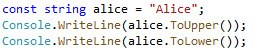 const string alice = "Alice";
Console.WriteLine(alice.ToUpper());
Console.WriteLine(alice.ToLower());